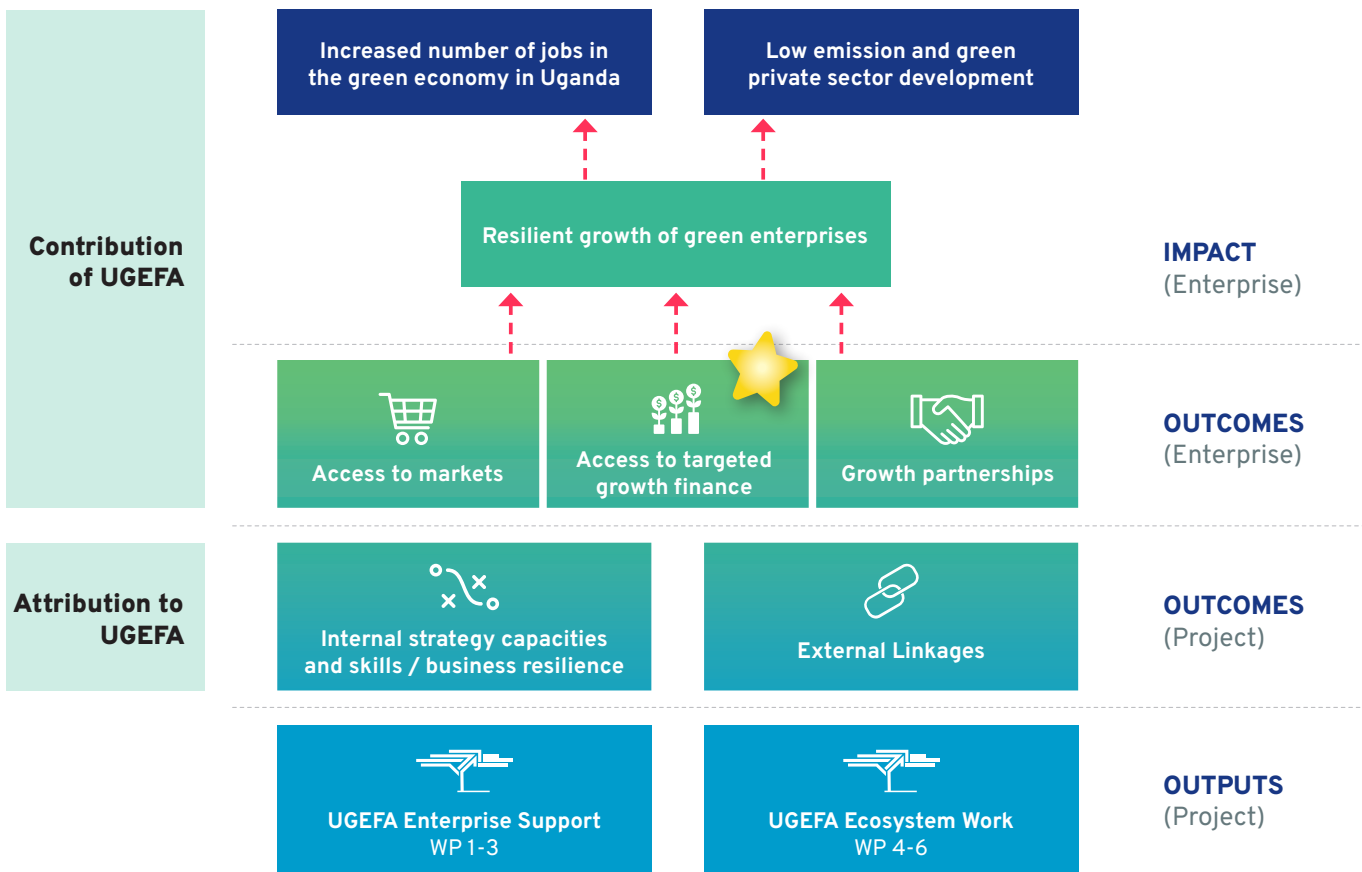 Increased number of jobs in
the green economy in Uganda
Low emission and green
private sector development
Resilient growth of green enterprises
Contribution
of UGEFA
IMPACT
(Enterprise)
Access to markets
$ $ $
Access to targeted
growth finance
Growth partnerships
OUTCOMES
(Enterprise)
Attribution to
UGEFA
Internal strategy capacities
and skills / business resilience
External Linkages
OUTCOMES
(Project)
UGEFA Enterprise Support
WP 1-3
UGEFA Ecosystem Work
WP 4-6
OUTPUTS
(Project)